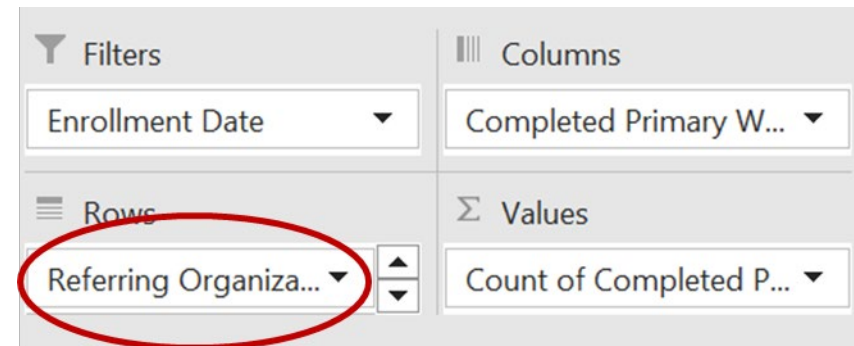 Filters
Columns
Enrollment Date
Completed Primary W...
Rows
Values
Referring Organiza...
Count of Completed P...